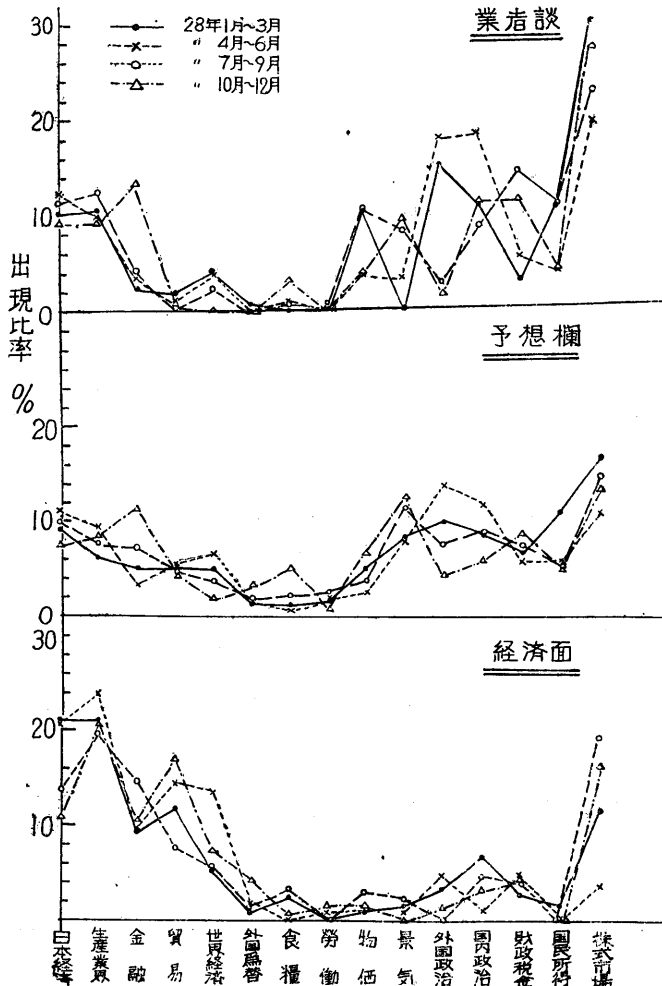 業者談
28年1月~3月
〃 4月~6月
〃 7月~9月
〃 10月~12月
30
20
10
0
出現比率 %
予想欄
20
10
0
経済面
30
20
10
日本経済
生産業界
金融
貿易
世界経済
外国為替
食糧
労働
物価
景気
外国政治
国内政治
財政税金
国民所得
株式市場